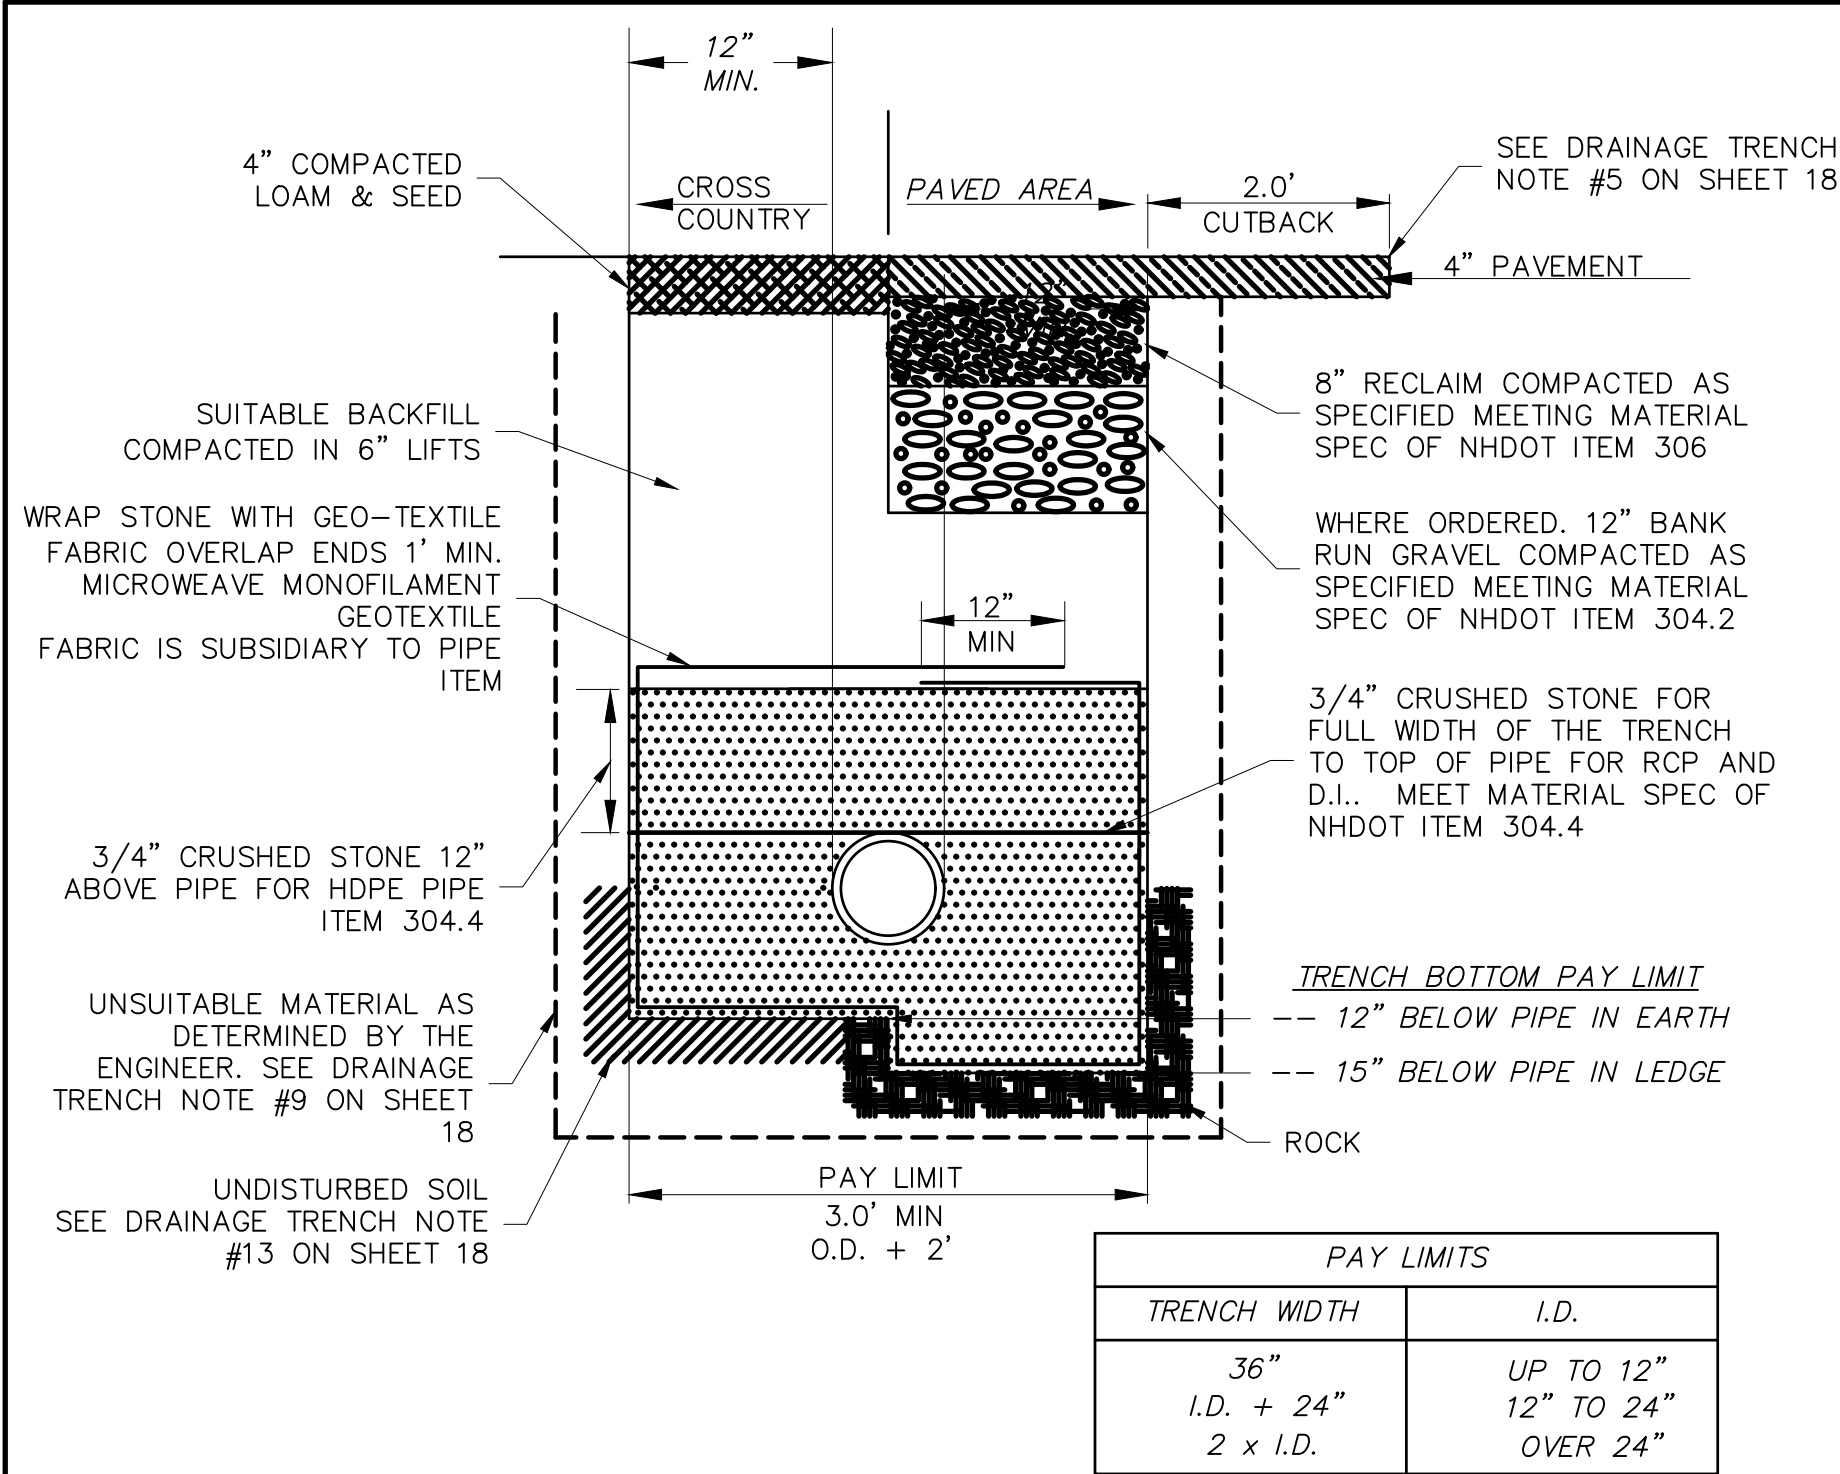 12”
MIN.
4” COMPACTED
LOAM & SEED
CROSS
COUNTRY
PAVED AREA
2.0’
CUTBACK
SEE DRAINAGE TRENCH
NOTE #5 ON SHEET 18
4” PAVEMENT
12”
SUITABLE BACKFILL
COMPACTED IN 6” LIFTS
8” RECLAIM COMPACTED AS
SPECIFIED MEETING MATERIAL
SPEC OF NHDOT ITEM 306
WRAP STONE WITH GEO-TEXTILE
FABRIC OVERLAP ENDS 1’ MIN.
MICROWEAVE MONOFILAMENT
GEOTEXTILE
FABRIC IS SUBSIDIARY TO PIPE
ITEM
WHERE ORDERED. 12” BANK
RUN GRAVEL COMPACTED AS
SPECIFIED MEETING MATERIAL
SPEC OF NHDOT ITEM 304.2
12”
MIN
3/4” CRUSHED STONE FOR
FULL WIDTH OF THE TRENCH
TO TOP OF PIPE FOR RCP AND
D.I.. MEET MATERIAL SPEC OF
NHDOT ITEM 304.4
3/4” CRUSHED STONE 12”
ABOVE PIPE FOR HDPE PIPE
ITEM 304.4
UNSUITABLE MATERIAL AS
DETERMINED BY THE
ENGINEER. SEE DRAINAGE
TRENCH NOTE #9 ON SHEET
18
TRENCH BOTTOM PAY LIMIT
-- 12” BELOW PIPE IN EARTH
-- 15” BELOW PIPE IN LEDGE
ROCK
UNDISTURBED SOIL
SEE DRAINAGE TRENCH NOTE
#13 ON SHEET 18
PAY LIMIT
3.0’ MIN
O.D. + 2’
PAY LIMITS
TRENCH WIDTH I.D.
36” UP TO 12”
I.D. + 24” 12” TO 24”
2 x I.D. OVER 24”